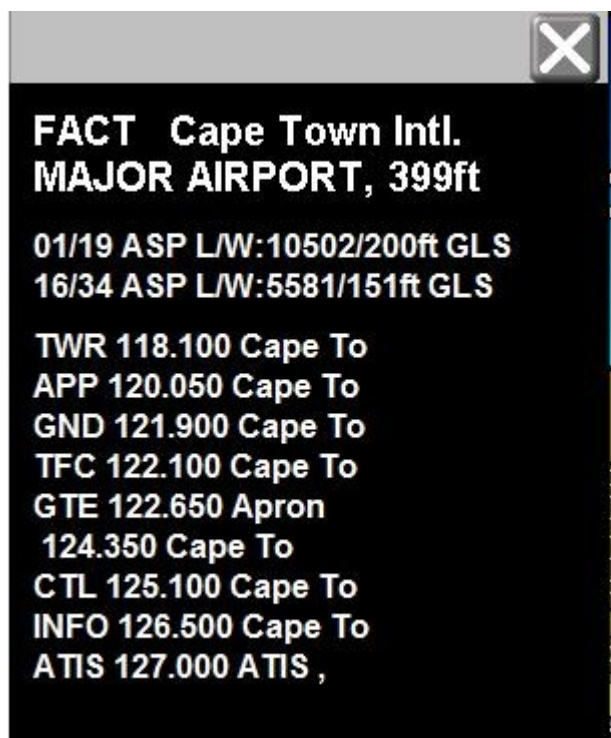 FACT Cape Town Intl.
MAJOR AIRPORT, 399ft
01/19 ASP L/W:10502/200ft GLS
16/34 ASP L/W:5581/151ft GLS
TWR 118.100 Cape To
APP 120.050 Cape To
GND 121.900 Cape To
TFC 122.100 Cape To
GTE 122.650 Apron
124.350 Cape To
CTL 125.100 Cape To
INFO 126.500 Cape To
ATIS 127.000 ATIS ,